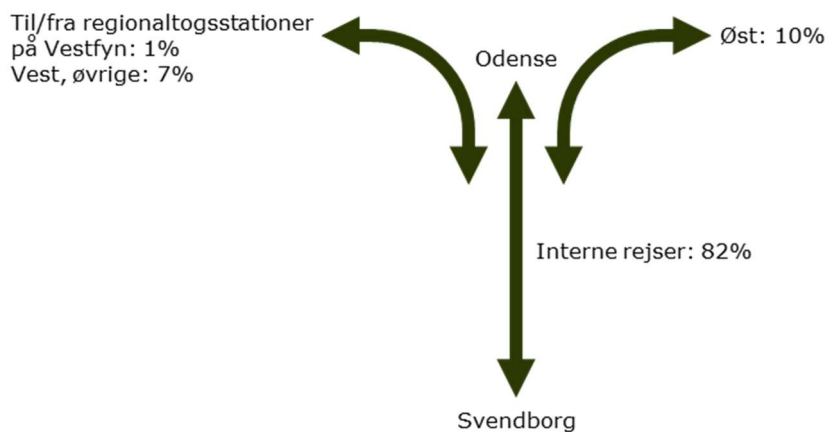 Til/fra regionaltogsstationer
på Vestfyn: 1%
Vest, øvrige: 7%
Odense
Øst: 10%
Interne rejser: 82%
Svendborg